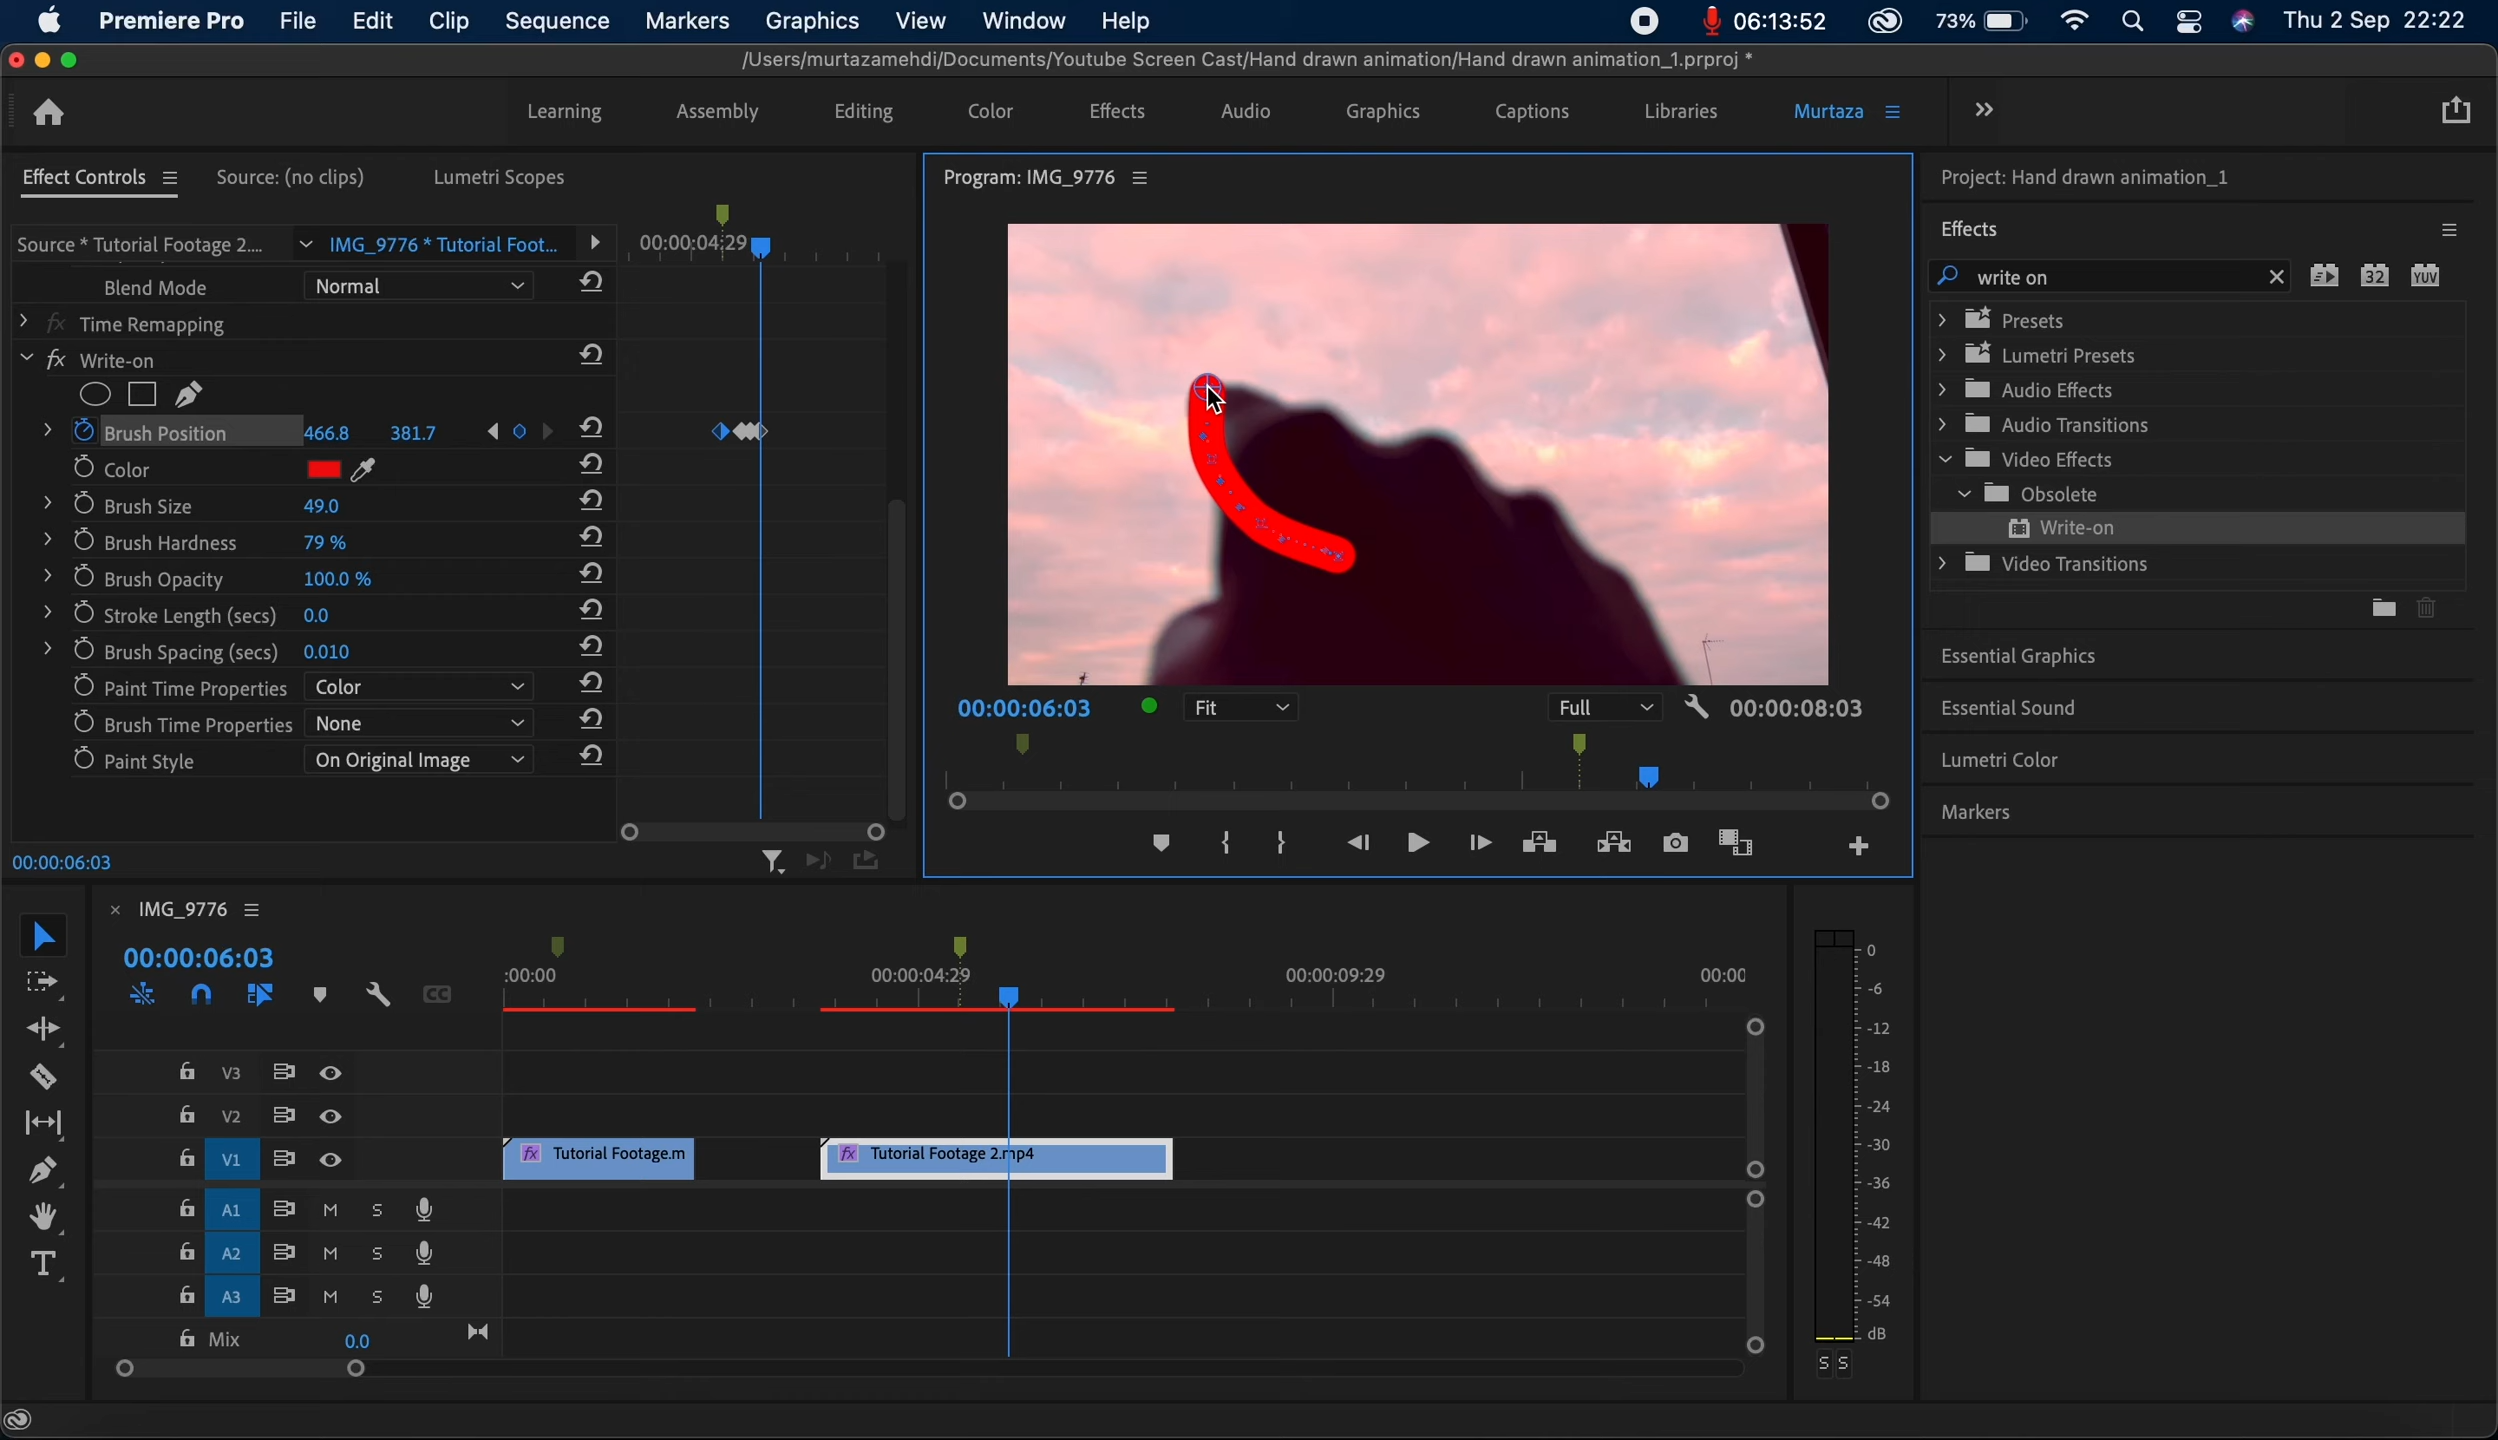 Premiere Pro File Edit Clip Sequence Markers Graphics View Window Help 06:13:52 73% Thu 2 Sep 22:22
/Users/murtazamehdi/Documents/Youtube Screen Cast/Hand drawn animation/Hand drawn animation_1.prproj *
Learning Assembly Editing Color Effects Audio Graphics Captions Libraries Murtaza
Effect Controls Source: (no clips) Lumetri Scopes
Source * Tutorial Footage 2.... IMG_9776 * Tutorial Foot... 00:00:04:29
Blend Mode Normal
fx Time Remapping
fx Write-on
Brush Position 466.8 381.7
Color
Brush Size 49.0
Brush Hardness 79 %
Brush Opacity 100.0 %
Stroke Length (secs) 0.0
Brush Spacing (secs) 0.010
Paint Time Properties Color
Brush Time Properties None
Paint Style On Original Image
00:00:06:03
Program: IMG_9776
00:00:06:03 Fit Full 00:00:08:03
Project: Hand drawn animation_1
Effects
write on 32 YUV
Presets
Lumetri Presets
Audio Effects
Audio Transitions
Video Effects
Obsolete
Write-on
Video Transitions
Essential Graphics
Essential Sound
Lumetri Color
Markers
× IMG_9776
00:00:06:03
:00:00 00:00:04:29 00:00:09:29 00:00
CC
V3
V2
V1 fx Tutorial Footage.m fx Tutorial Footage 2.mp4
A1 M S
A2 M S
A3 M S
Mix 0.0
T
0
-6
-12
-18
-24
-30
-36
-42
-48
-54
dB
S S